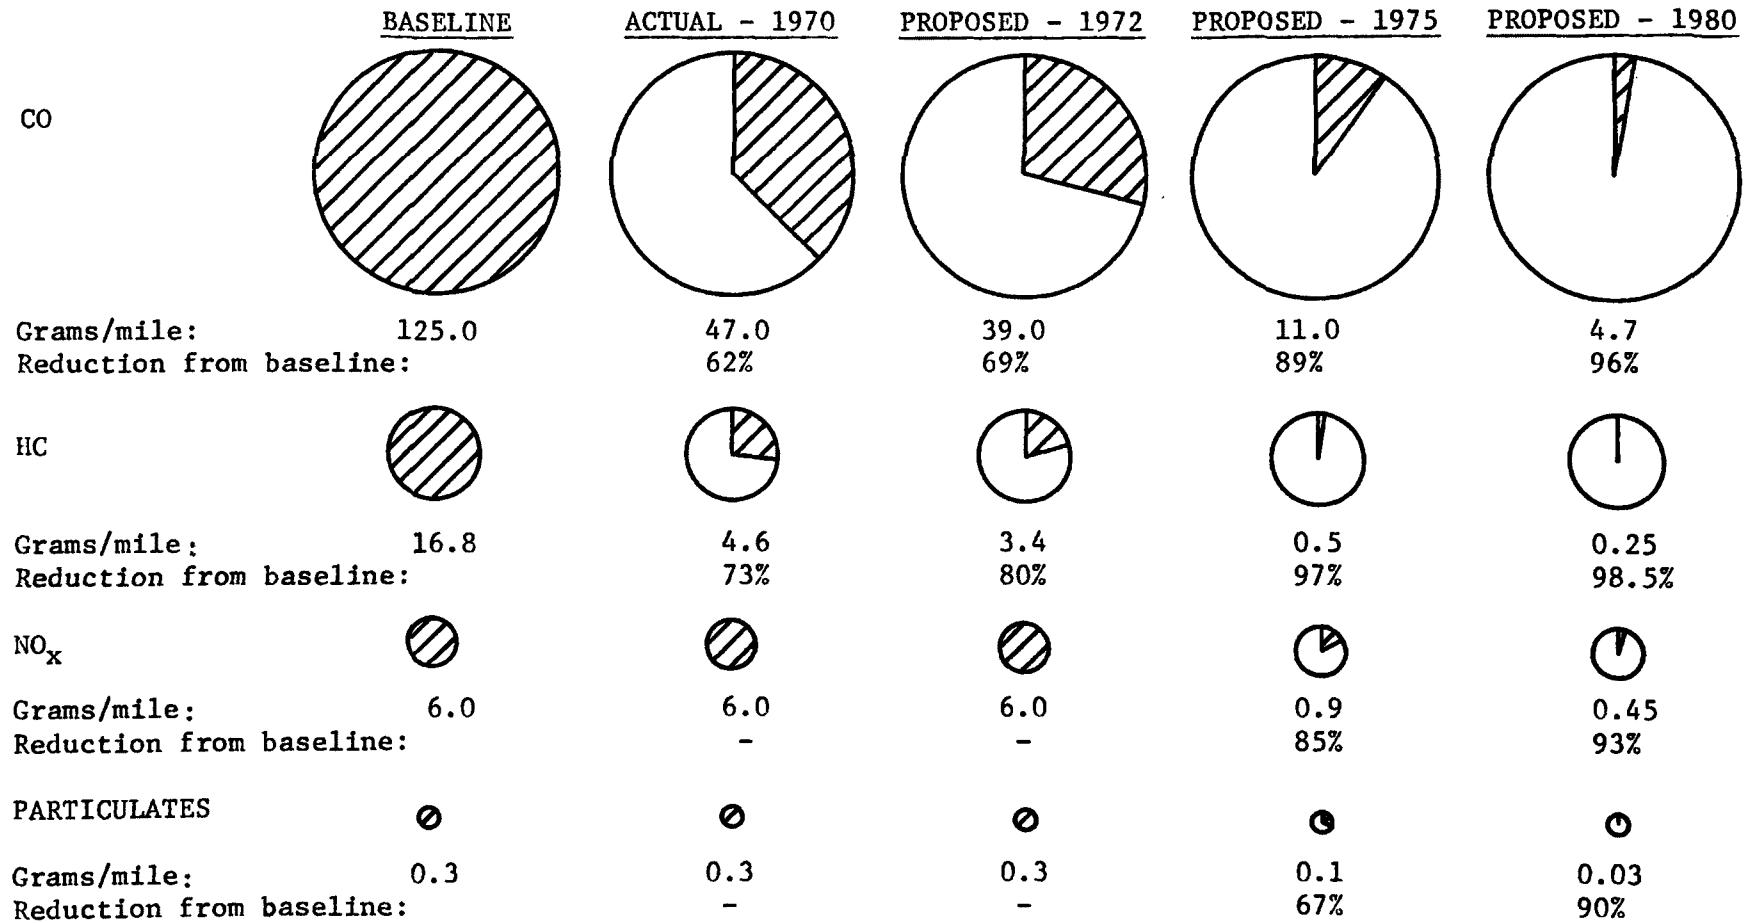 BASELINE ACTUAL - 1970 PROPOSED - 1972 PROPOSED - 1975 PROPOSED - 1980
CO
Grams/mile: 125.0 47.0 39.0 11.0 4.7
Reduction from baseline: 62% 69% 89% 96%
HC
Grams/mile: 16.8 4.6 3.4 0.5 0.25
Reduction from baseline: 73% 80% 97% 98.5%
NOx
Grams/mile: 6.0 6.0 6.0 0.9 0.45
Reduction from baseline: - - 85% 93%
PARTICULATES
Grams/mile: 0.3 0.3 0.3 0.1 0.03
Reduction from baseline: - - 67% 90%